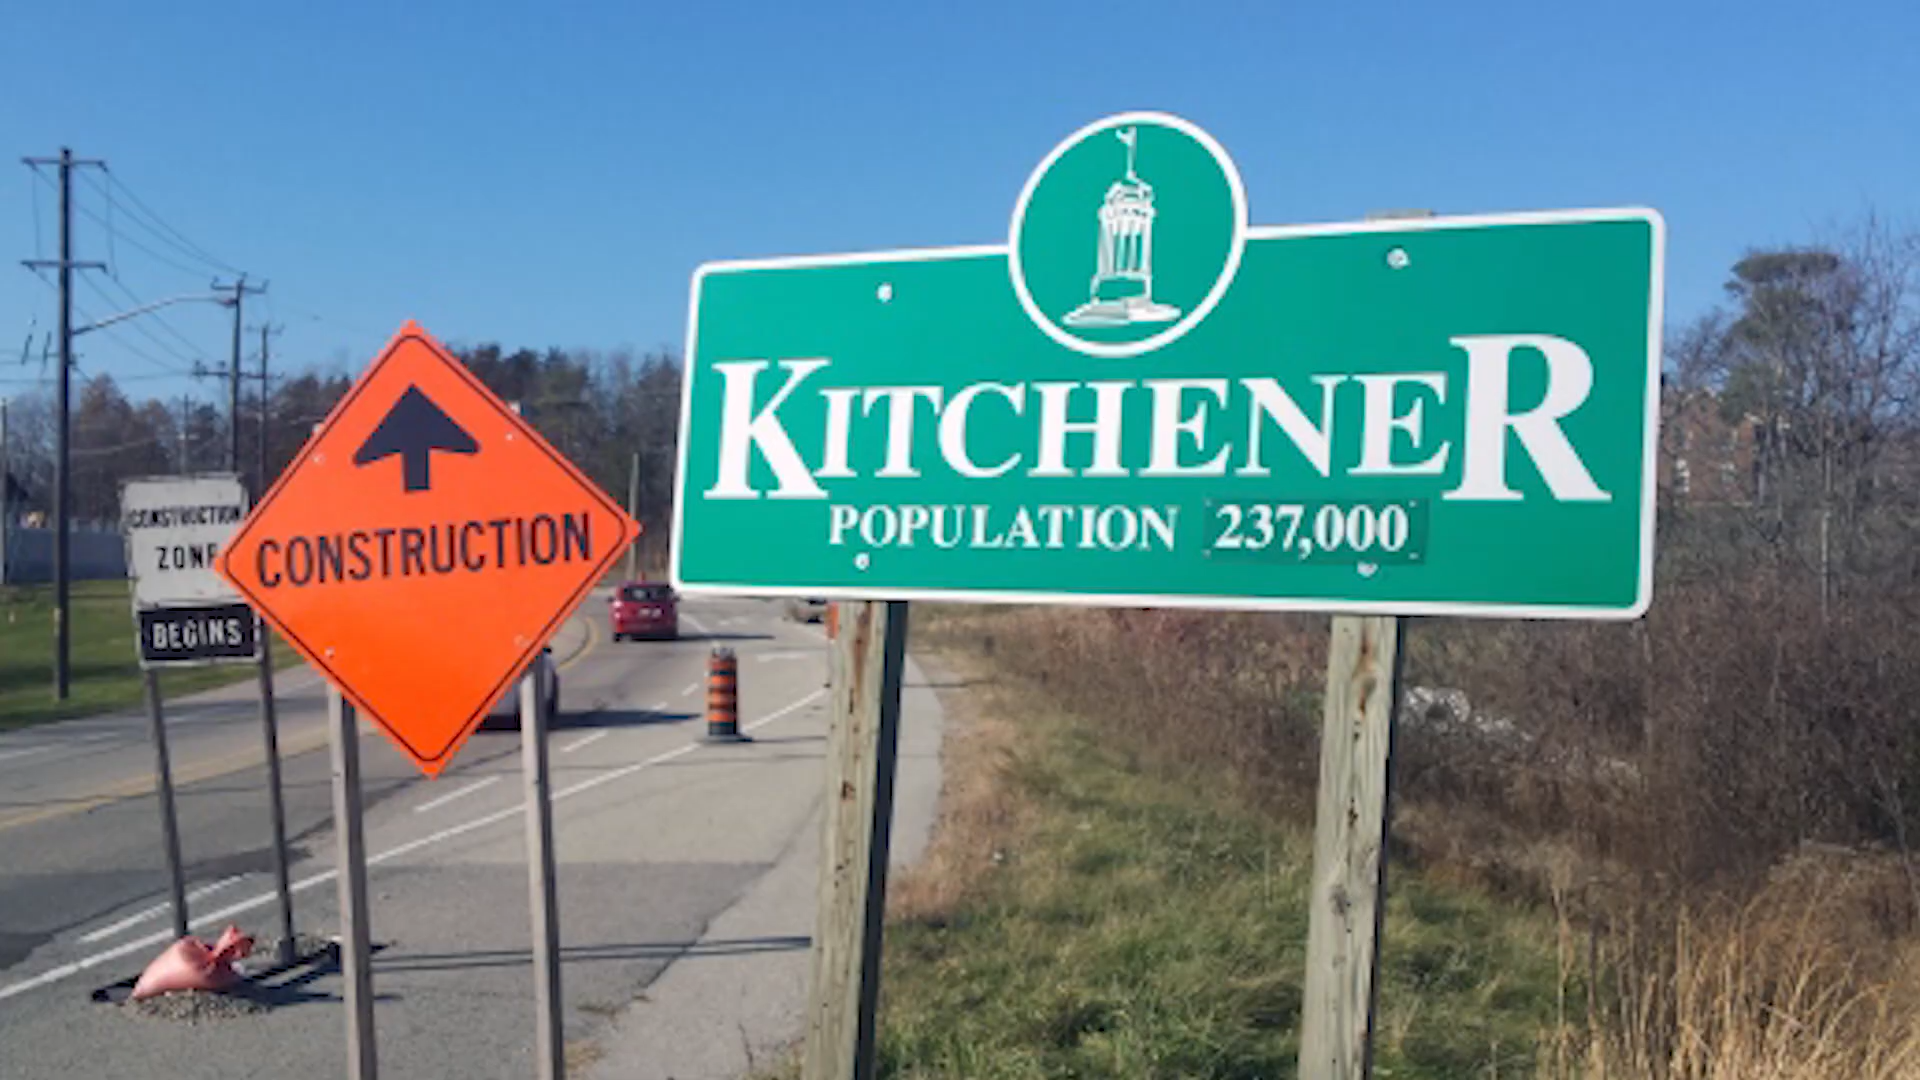 CONSTRUCTION
ZONE
BEGINS
CONSTRUCTION
KITCHENER
POPULATION 237,000